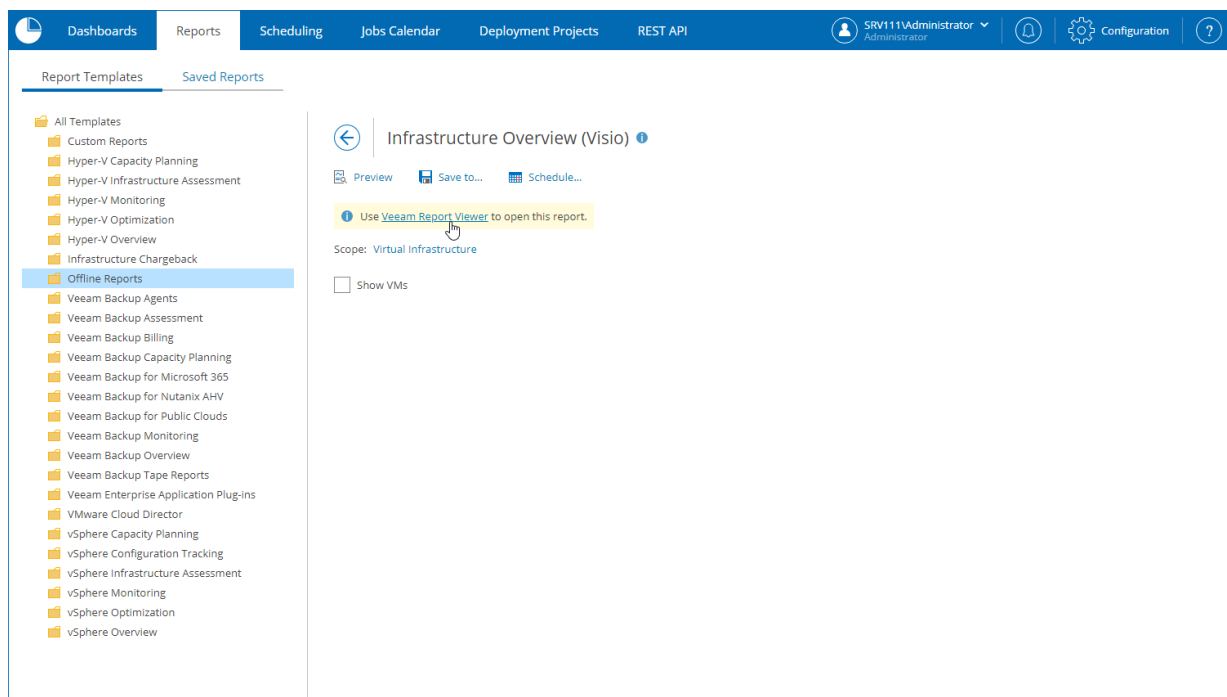 Dashboards Reports Scheduling Jobs Calendar Deployment Projects REST API SRV111\Administrator Configuration ?
Administrator
Report Templates Saved Reports
All Templates
Custom Reports
Hyper-V Capacity Planning
Hyper-V Infrastructure Assessment
Hyper-V Monitoring
Hyper-V Optimization
Hyper-V Overview
Infrastructure Chargeback
Offline Reports
Veeam Backup Agents
Veeam Backup Assessment
Veeam Backup Billing
Veeam Backup Capacity Planning
Veeam Backup for Microsoft 365
Veeam Backup for Nutanix AHV
Veeam Backup for Public Clouds
Veeam Backup Monitoring
Veeam Backup Overview
Veeam Backup Tape Reports
Veeam Enterprise Application Plug-ins
VMware Cloud Director
vSphere Capacity Planning
vSphere Configuration Tracking
vSphere Infrastructure Assessment
vSphere Monitoring
vSphere Optimization
vSphere Overview
Infrastructure Overview (Visio)
Preview Save to... Schedule...
Use Veeam Report Viewer to open this report.
Scope: Virtual Infrastructure
Show VMs